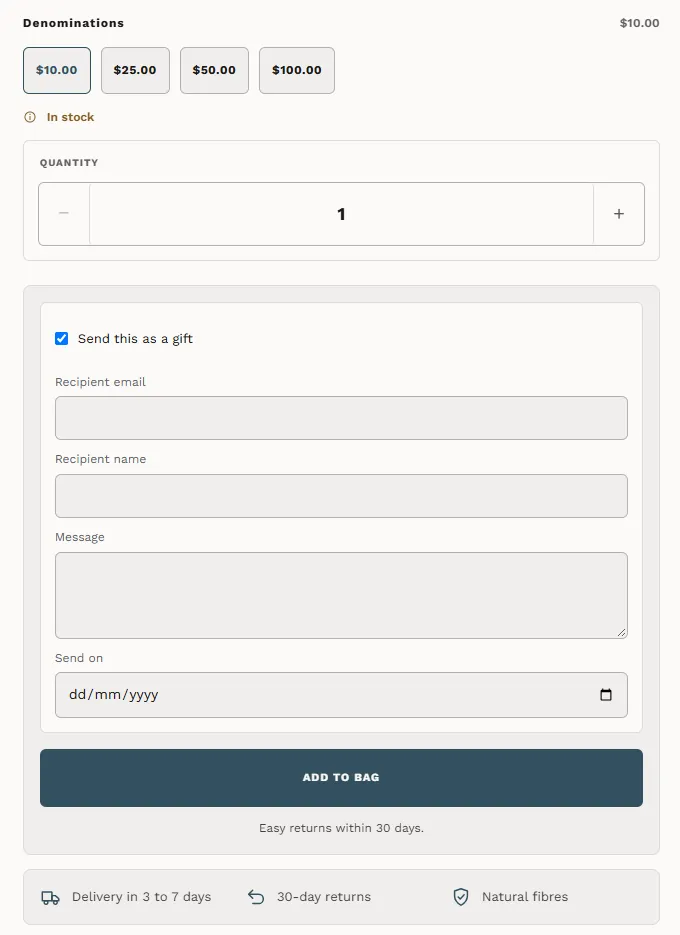 Denominations $10.00
$10.00 $25.00 $50.00 $100.00
In stock
QUANTITY
− 1 +
Send this as a gift
Recipient email
Recipient name
Message
Send on
dd/mm/yyyy
ADD TO BAG
Easy returns within 30 days.
Delivery in 3 to 7 days 30-day returns Natural fibres